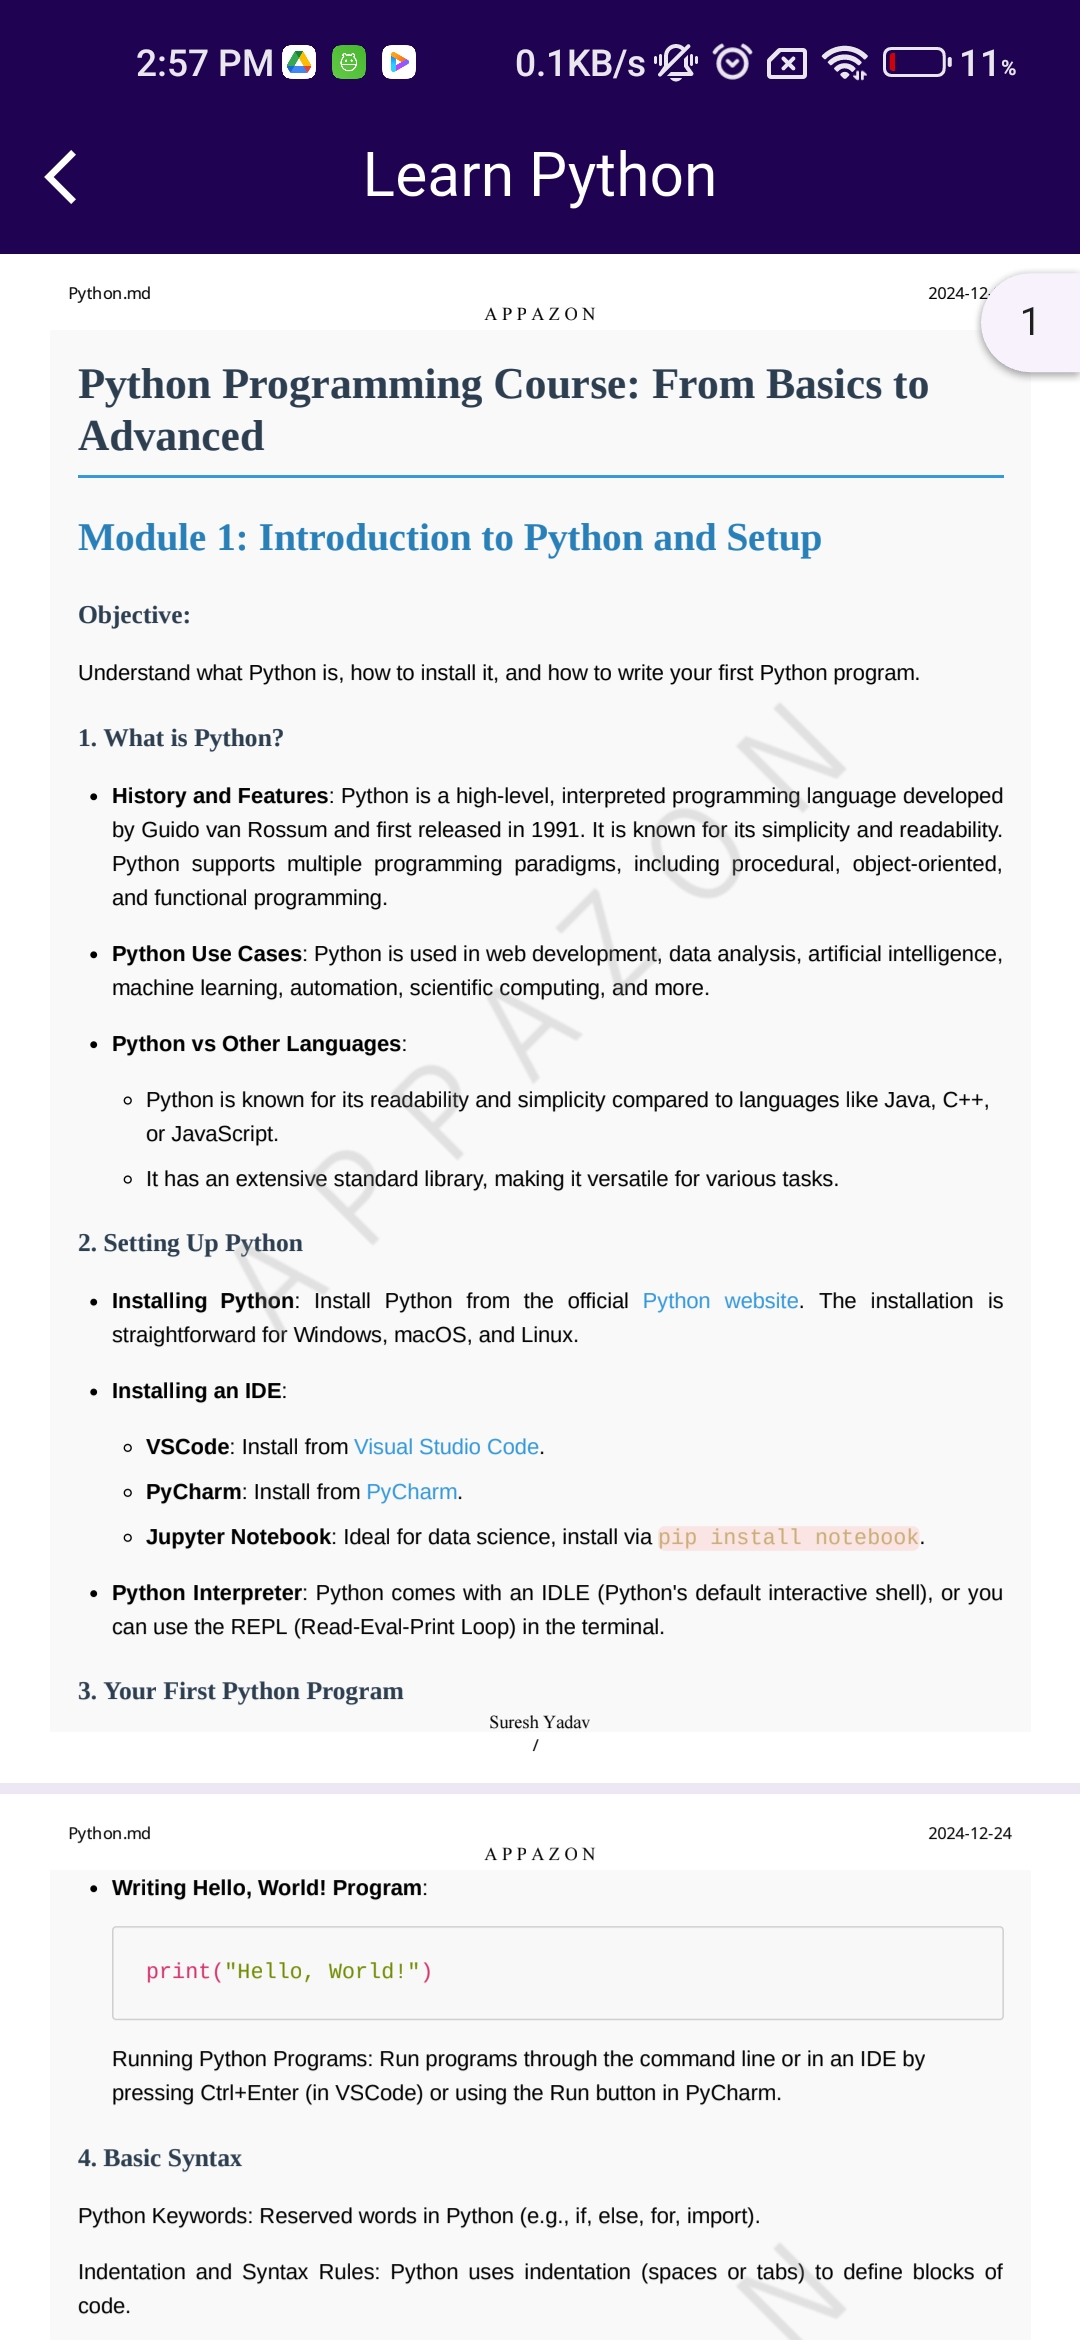 2:57 PM 0.1KB/s 11%
Learn Python
Python.md 2024-12-
APPAZON
1
Python Programming Course: From Basics to
Advanced
Module 1: Introduction to Python and Setup
Objective:
Understand what Python is, how to install it, and how to write your first Python program.
1. What is Python?
• History and Features: Python is a high-level, interpreted programming language developed
by Guido van Rossum and first released in 1991. It is known for its simplicity and readability.
Python supports multiple programming paradigms, including procedural, object-oriented,
and functional programming.
• Python Use Cases: Python is used in web development, data analysis, artificial intelligence,
machine learning, automation, scientific computing, and more.
• Python vs Other Languages:
◦ Python is known for its readability and simplicity compared to languages like Java, C++,
or JavaScript.
◦ It has an extensive standard library, making it versatile for various tasks.
2. Setting Up Python
• Installing Python: Install Python from the official Python website. The installation is
straightforward for Windows, macOS, and Linux.
• Installing an IDE:
◦ VSCode: Install from Visual Studio Code.
◦ PyCharm: Install from PyCharm.
◦ Jupyter Notebook: Ideal for data science, install via pip install notebook.
• Python Interpreter: Python comes with an IDLE (Python's default interactive shell), or you
can use the REPL (Read-Eval-Print Loop) in the terminal.
3. Your First Python Program
Suresh Yadav
/
APPAZON
Python.md 2024-12-24
APPAZON
• Writing Hello, World! Program:
print("Hello, World!")
Running Python Programs: Run programs through the command line or in an IDE by
pressing Ctrl+Enter (in VSCode) or using the Run button in PyCharm.
4. Basic Syntax
Python Keywords: Reserved words in Python (e.g., if, else, for, import).
Indentation and Syntax Rules: Python uses indentation (spaces or tabs) to define blocks of
code.
N